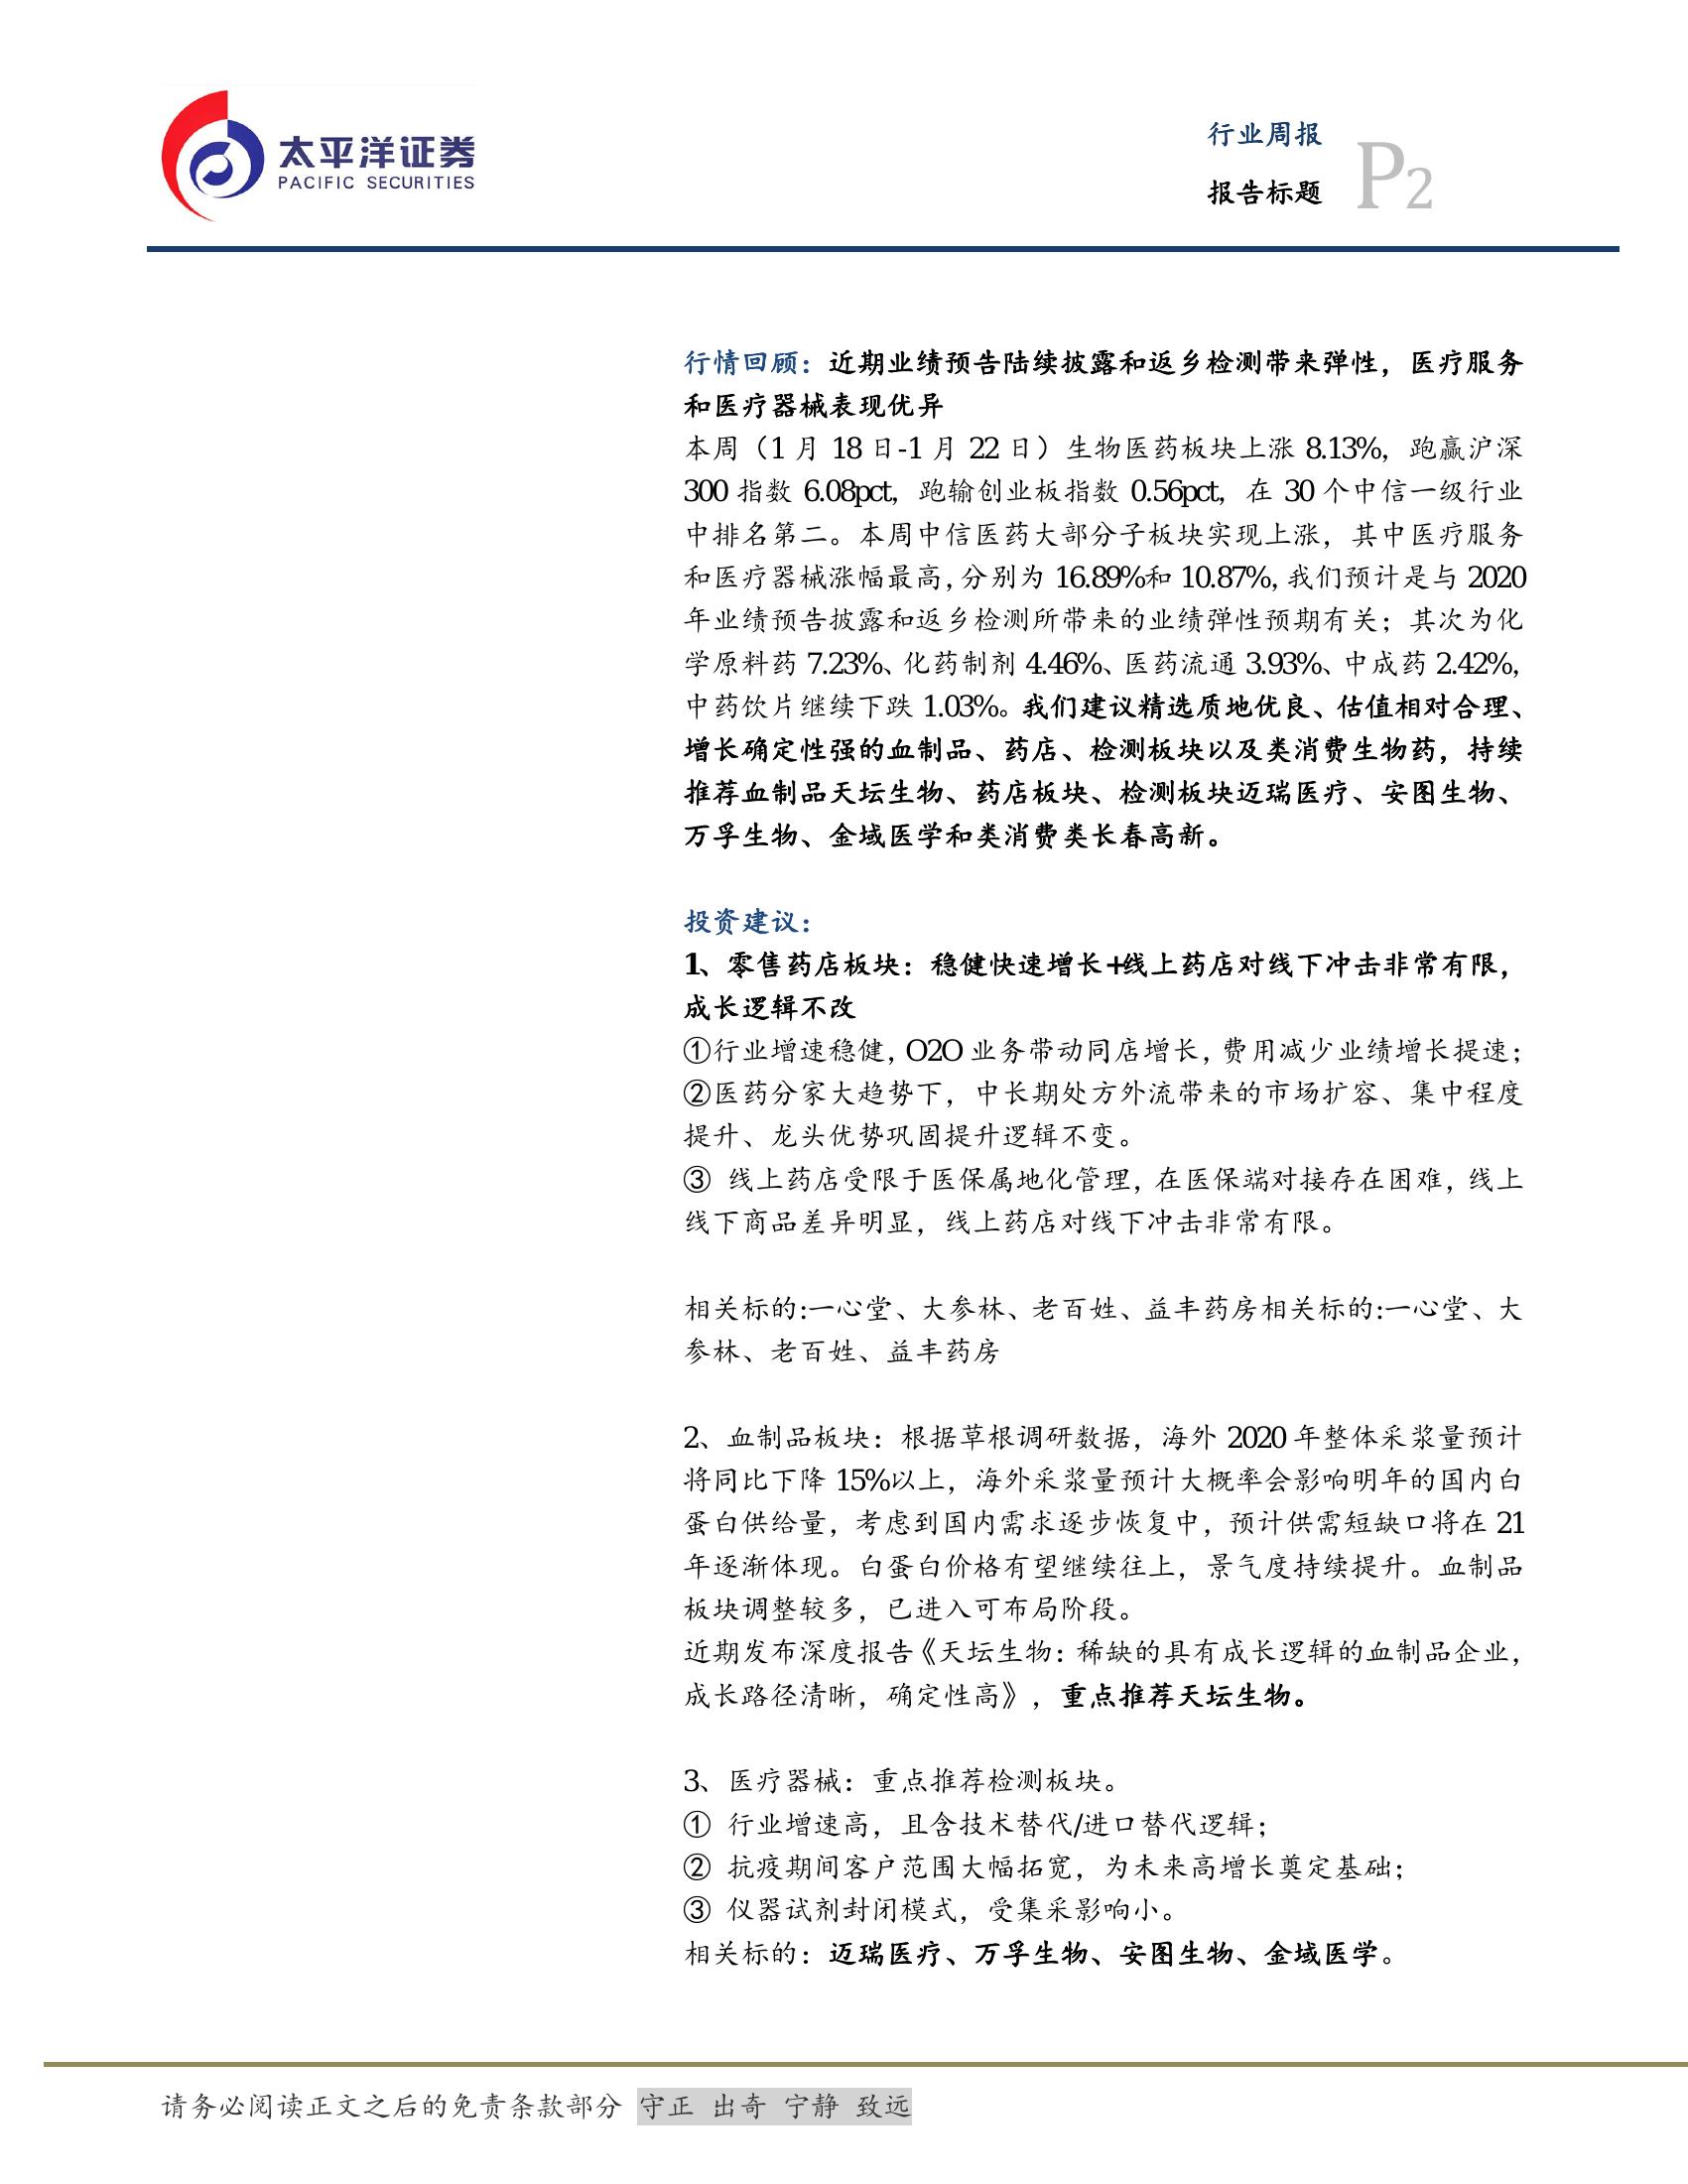 太平洋证券
PACIFIC SECURITIES
行业周报
报告标题
P2
行情回顾：近期业绩预告陆续披露和返乡检测带来弹性，医疗服务
和医疗器械表现优异
本周（1 月 18 日-1 月 22 日）生物医药板块上涨 8.13%，跑赢沪深
300 指数 6.08pct，跑输创业板指数 0.56pct，在 30 个中信一级行业
中排名第二。本周中信医药大部分子板块实现上涨，其中医疗服务
和医疗器械涨幅最高，分别为 16.89%和 10.87%，我们预计是与 2020
年业绩预告披露和返乡检测所带来的业绩弹性预期有关；其次为化
学原料药 7.23%、化药制剂 4.46%、医药流通 3.93%、中成药 2.42%，
中药饮片继续下跌 1.03%。我们建议精选质地优良、估值相对合理、
增长确定性强的血制品、药店、检测板块以及类消费生物药，持续
推荐血制品天坛生物、药店板块、检测板块迈瑞医疗、安图生物、
万孚生物、金域医学和类消费类长春高新。
投资建议：
1、零售药店板块：稳健快速增长+线上药店对线下冲击非常有限，
成长逻辑不改
①行业增速稳健，O2O 业务带动同店增长，费用减少业绩增长提速；
②医药分家大趋势下，中长期处方外流带来的市场扩容、集中程度
提升、龙头优势巩固提升逻辑不变。
③ 线上药店受限于医保属地化管理，在医保端对接存在困难，线上
线下商品差异明显，线上药店对线下冲击非常有限。
相关标的:一心堂、大参林、老百姓、益丰药房相关标的:一心堂、大
参林、老百姓、益丰药房
2、血制品板块：根据草根调研数据，海外 2020 年整体采浆量预计
将同比下降 15%以上，海外采浆量预计大概率会影响明年的国内白
蛋白供给量，考虑到国内需求逐步恢复中，预计供需短缺口将在 21
年逐渐体现。白蛋白价格有望继续往上，景气度持续提升。血制品
板块调整较多，已进入可布局阶段。
近期发布深度报告《天坛生物：稀缺的具有成长逻辑的血制品企业，
成长路径清晰，确定性高》，重点推荐天坛生物。
3、医疗器械：重点推荐检测板块。
① 行业增速高，且含技术替代/进口替代逻辑；
② 抗疫期间客户范围大幅拓宽，为未来高增长奠定基础；
③ 仪器试剂封闭模式，受集采影响小。
相关标的：迈瑞医疗、万孚生物、安图生物、金域医学。
请务必阅读正文之后的免责条款部分 守正 出奇 宁静 致远